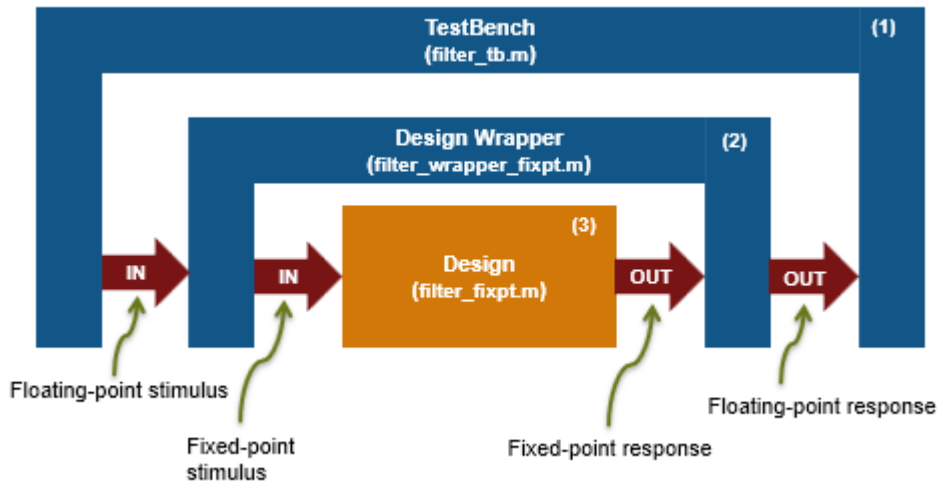 TestBench
(filter_tb.m)
(1)
Design Wrapper
(filter_wrapper_fixpt.m)
(2)
(3)
Design
(filter_fixpt.m)
IN
IN
OUT
OUT
Floating-point stimulus
Fixed-point
stimulus
Fixed-point response
Floating-point response